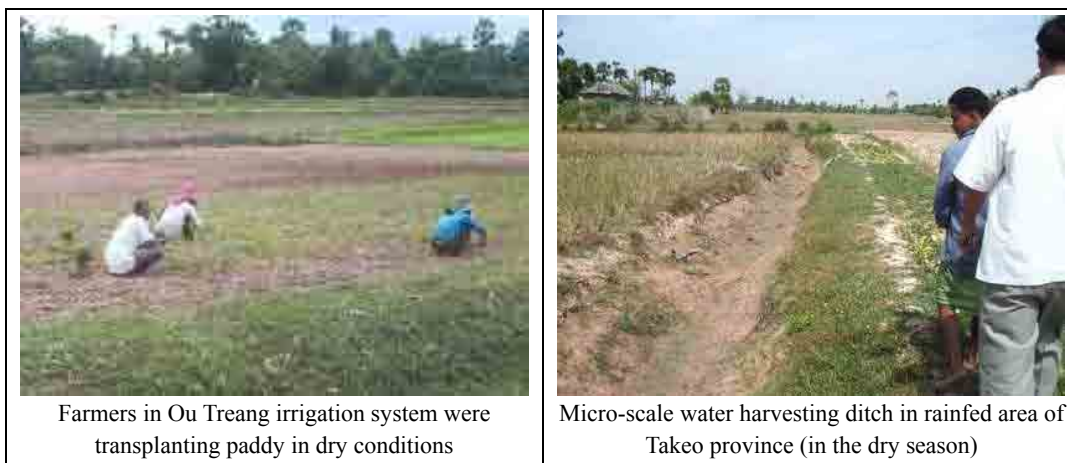 Farmers in Ou Treang irrigation system were
transplanting paddy in dry conditions
Micro-scale water harvesting ditch in rainfed area of
Takeo province (in the dry season)